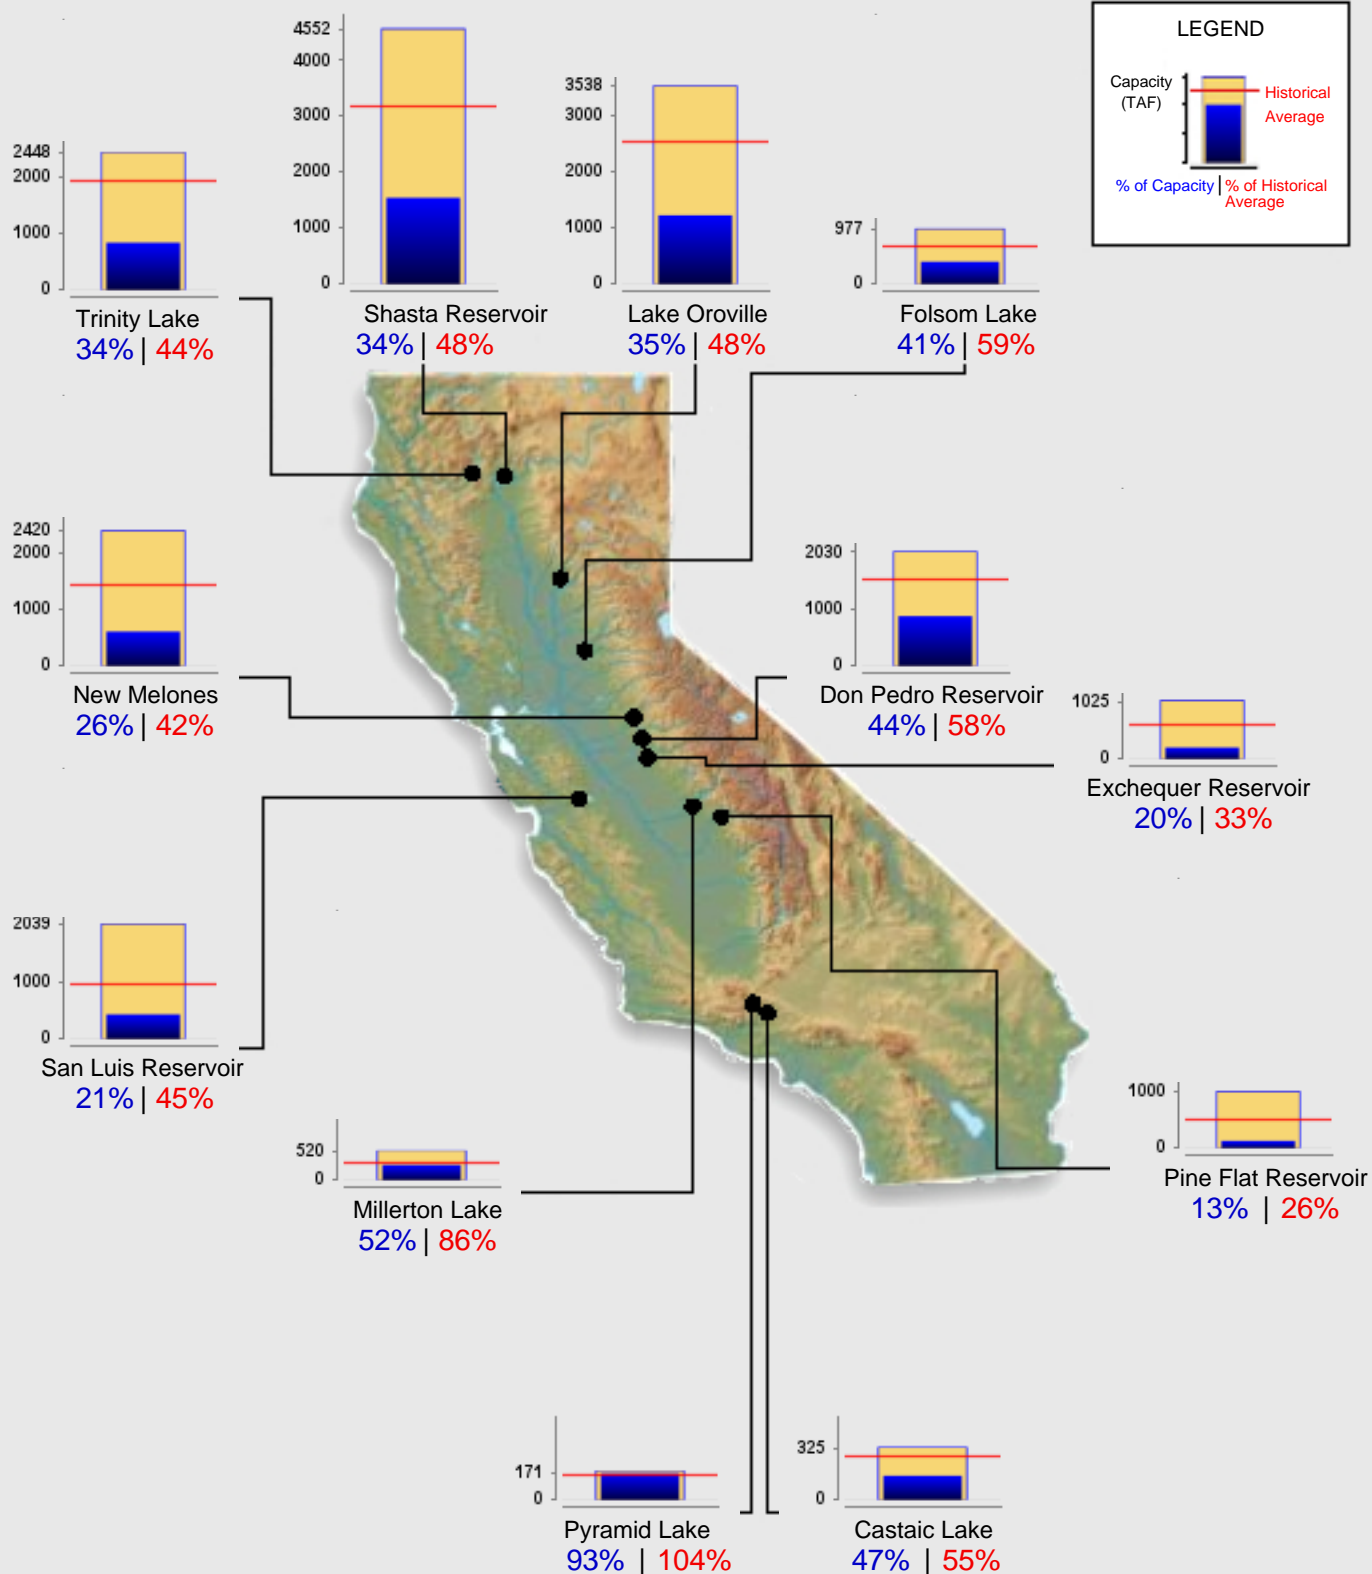 LEGEND
Capacity
(TAF)
Historical
Average
% of Capacity | % of Historical
Average
4552
4000
3000
2000
1000
0
Shasta Reservoir
34% | 48%
3538
3000
2000
1000
0
Lake Oroville
35% | 48%
2448
2000
1000
0
Trinity Lake
34% | 44%
977
0
Folsom Lake
41% | 59%
2420
2000
1000
0
New Melones
26% | 42%
2030
1000
0
Don Pedro Reservoir
44% | 58%
1025
0
Exchequer Reservoir
20% | 33%
2039
1000
0
San Luis Reservoir
21% | 45%
520
0
Millerton Lake
52% | 86%
1000
0
Pine Flat Reservoir
13% | 26%
171
0
Pyramid Lake
93% | 104%
325
0
Castaic Lake
47% | 55%